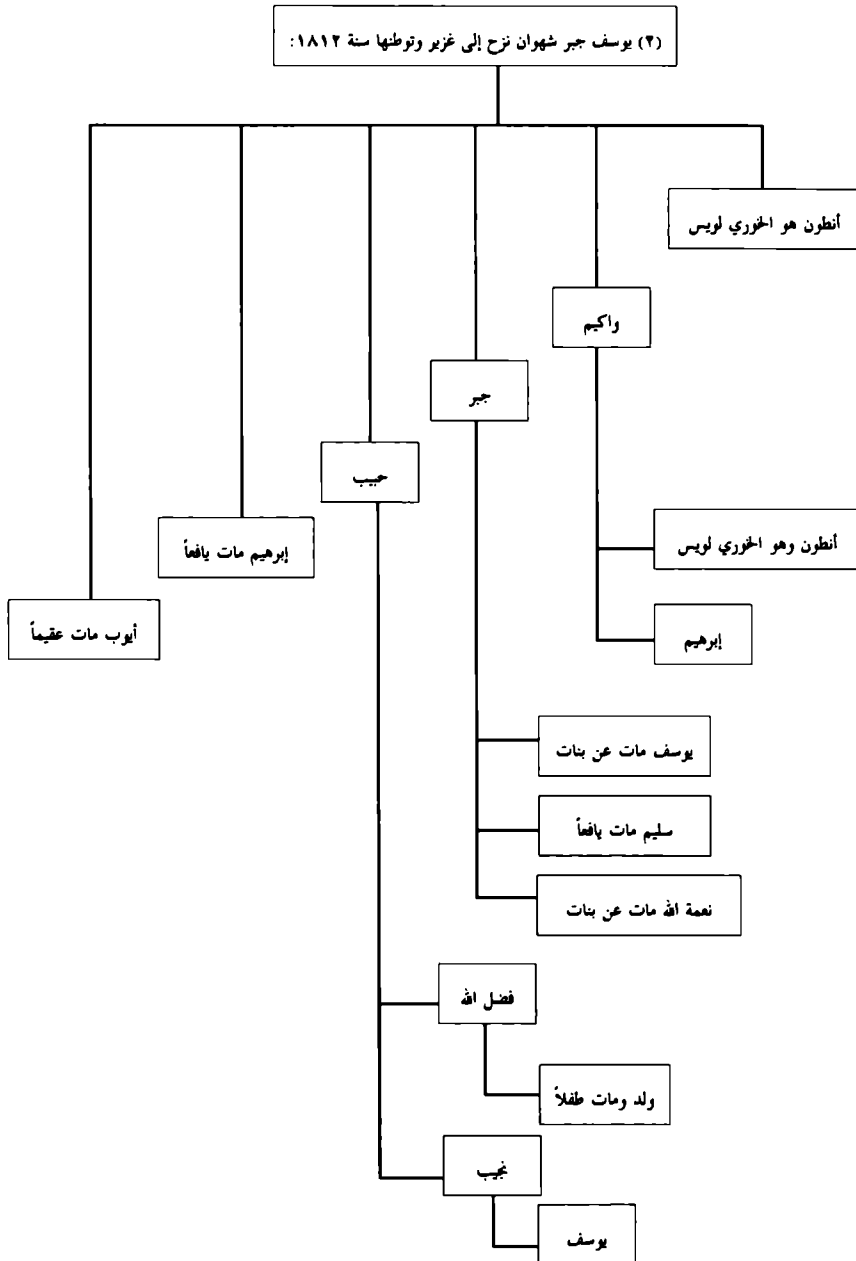 (٢) يوسف جبر شهوان نزح إلى غزير وتوطنها سنة ١٨١٢:
أنطون هو الخوري لويس
واكيم
جبر
حبيب
إبرهيم مات يافعاً
أيوب مات عقيماً
أنطون وهو الخوري لويس
إبرهيم
يوسف مات عن بنات
سليم مات يافعاً
نعمة الله مات عن بنات
فضل الله
ولد ومات طفلاً
نجيب
يوسف